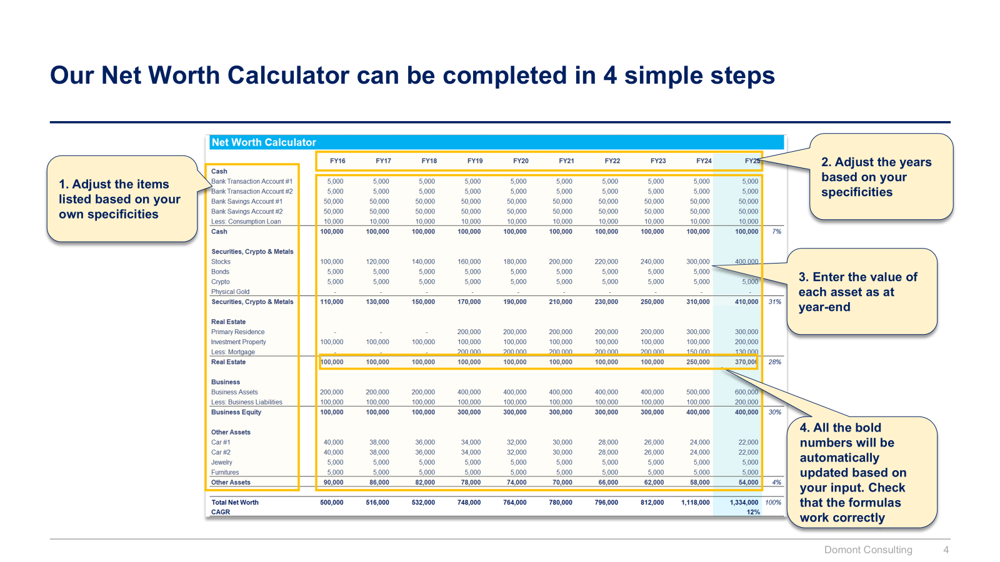 Our Net Worth Calculator can be completed in 4 simple steps
1. Adjust the items
listed based on your
own specificities
Net Worth Calculator
FY16 FY17 FY18 FY19 FY20 FY21 FY22 FY23 FY24 FY25
Cash
Bank Transaction Account #1 5,000 5,000 5,000 5,000 5,000 5,000 5,000 5,000 5,000 5,000
Bank Transaction Account #2 5,000 5,000 5,000 5,000 5,000 5,000 5,000 5,000 5,000 5,000
Bank Savings Account #1 50,000 50,000 50,000 50,000 50,000 50,000 50,000 50,000 50,000 50,000
Bank Savings Account #2 50,000 50,000 50,000 50,000 50,000 50,000 50,000 50,000 50,000 50,000
Less: Consumption Loan 10,000 10,000 10,000 10,000 10,000 10,000 10,000 10,000 10,000 10,000
Cash 100,000 100,000 100,000 100,000 100,000 100,000 100,000 100,000 100,000 100,000 7%
Securities, Crypto & Metals
Stocks 100,000 120,000 140,000 160,000 180,000 200,000 220,000 240,000 300,000 400,000
Bonds 5,000 5,000 5,000 5,000 5,000 5,000 5,000 5,000 5,000
Crypto 5,000 5,000 5,000 5,000 5,000 5,000 5,000 5,000 5,000 5,000
Physical Gold - - - - - - - - - -
Securities, Crypto & Metals 110,000 130,000 150,000 170,000 190,000 210,000 230,000 250,000 310,000 410,000 31%
Real Estate
Primary Residence - - - 200,000 200,000 200,000 200,000 200,000 300,000 300,000
Investment Property 100,000 100,000 100,000 100,000 100,000 100,000 100,000 100,000 100,000 200,000
Less: Mortgage - - - 200,000 200,000 200,000 200,000 200,000 150,000 130,000
Real Estate 100,000 100,000 100,000 100,000 100,000 100,000 100,000 100,000 250,000 370,000 28%
Business
Business Assets 200,000 200,000 200,000 400,000 400,000 400,000 400,000 400,000 500,000 600,000
Less: Business Liabilities 100,000 100,000 100,000 100,000 100,000 100,000 100,000 100,000 100,000 200,000
Business Equity 100,000 100,000 100,000 300,000 300,000 300,000 300,000 300,000 400,000 400,000 30%
Other Assets
Car #1 40,000 38,000 36,000 34,000 32,000 30,000 28,000 26,000 24,000 22,000
Car #2 40,000 38,000 36,000 34,000 32,000 30,000 28,000 26,000 24,000 22,000
Jewelry 5,000 5,000 5,000 5,000 5,000 5,000 5,000 5,000 5,000 5,000
Furnitures 5,000 5,000 5,000 5,000 5,000 5,000 5,000 5,000 5,000 5,000
Other Assets 90,000 86,000 82,000 78,000 74,000 70,000 66,000 62,000 58,000 54,000 4%
Total Net Worth 500,000 516,000 532,000 748,000 764,000 780,000 796,000 812,000 1,118,000 1,334,000 100%
CAGR 12%
2. Adjust the years
based on your
specificities
3. Enter the value of
each asset as at
year-end
4. All the bold
numbers will be
automatically
updated based on
your input. Check
that the formulas
work correctly
Domont Consulting 4